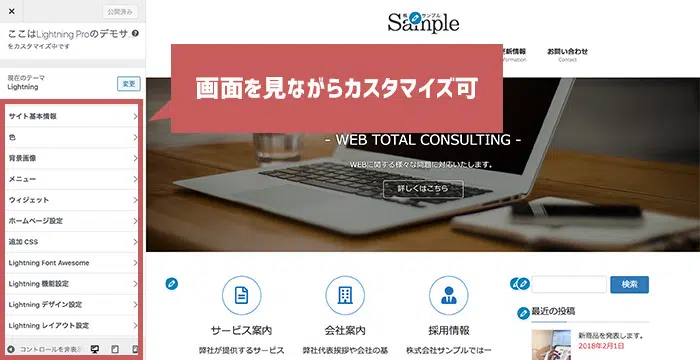 公開済み
ここはLightning Proのデモサ
をカスタマイズ中です
現在のテーマ
Lightning
変更
サイト基本情報
色
背景画像
メニュー
ウィジェット
ホームページ設定
追加 CSS
Lightning Font Awesome
Lightning 機能設定
Lightning デザイン設定
Lightning レイアウト設定
コントロールを非表示
サンプル
Sample
更新情報
Information
お問い合わせ
Contact
画面を見ながらカスタマイズ可
- WEB TOTAL CONSULTING -
WEBに関する様々な問題に対応いたします。
詳しくはこちら
サービス案内
弊社が提供するサービス
会社案内
弊社代表挨拶や会社の基
採用情報
株式会社サンプルでは一
検索
最近の投稿
新商品を発表します。
2018年2月1日